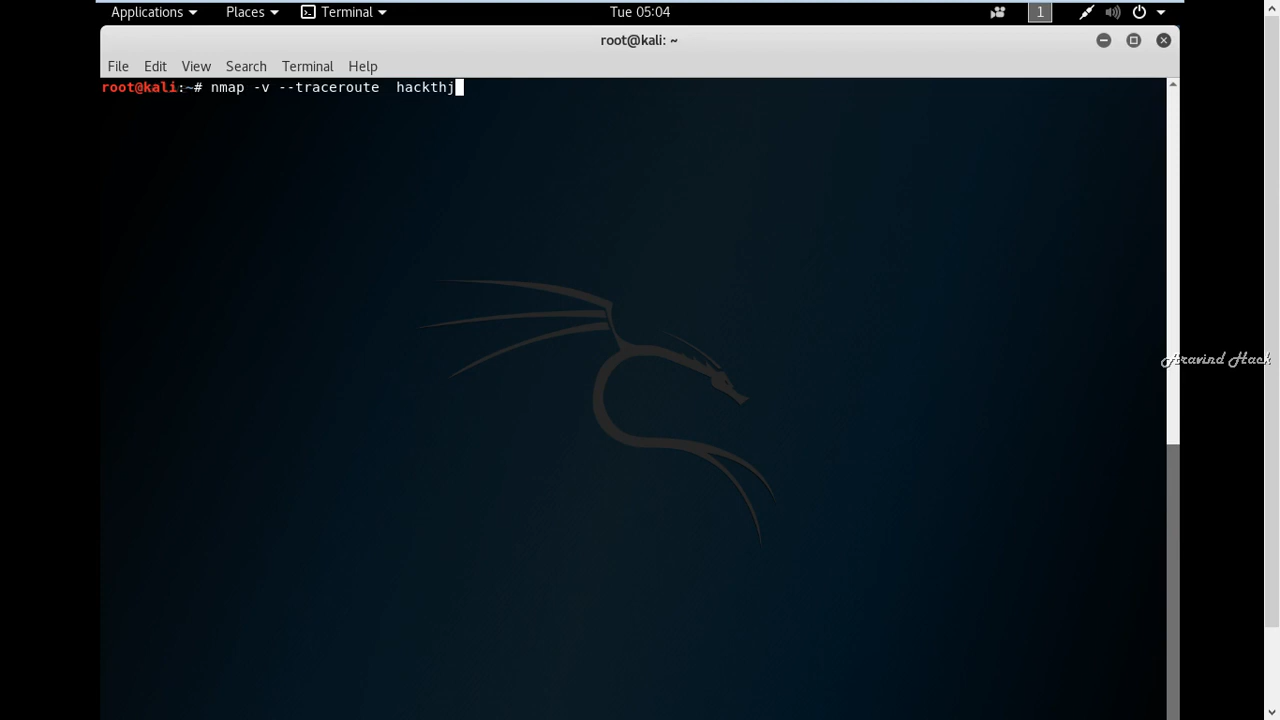 Applications Places Terminal Tue 05:04 1
root@kali: ~
File Edit View Search Terminal Help
root@kali:~# nmap -v --traceroute  hackthj
Aravind Hack